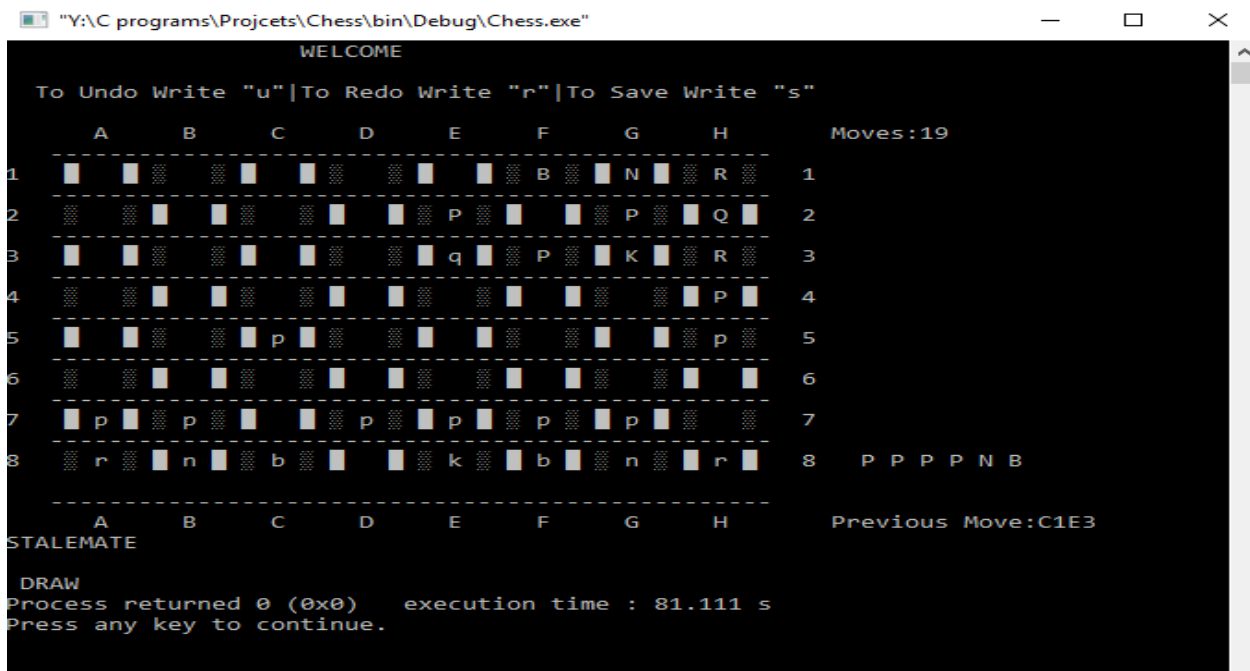 "Y:\C programs\Projcets\Chess\bin\Debug\Chess.exe"
WELCOME
To Undo Write "u"|To Redo Write "r"|To Save Write "s"
A B C D E F G H Moves:19
1 B N R 1
2 P P Q 2
3 q P K R 3
4 P 4
5 p p 5
6 6
7 p p p p p p 7
8 r n b k b n r 8 P P P P N B
A B C D E F G H Previous Move:C1E3
STALEMATE
DRAW
Process returned 0 (0x0) execution time : 81.111 s
Press any key to continue.